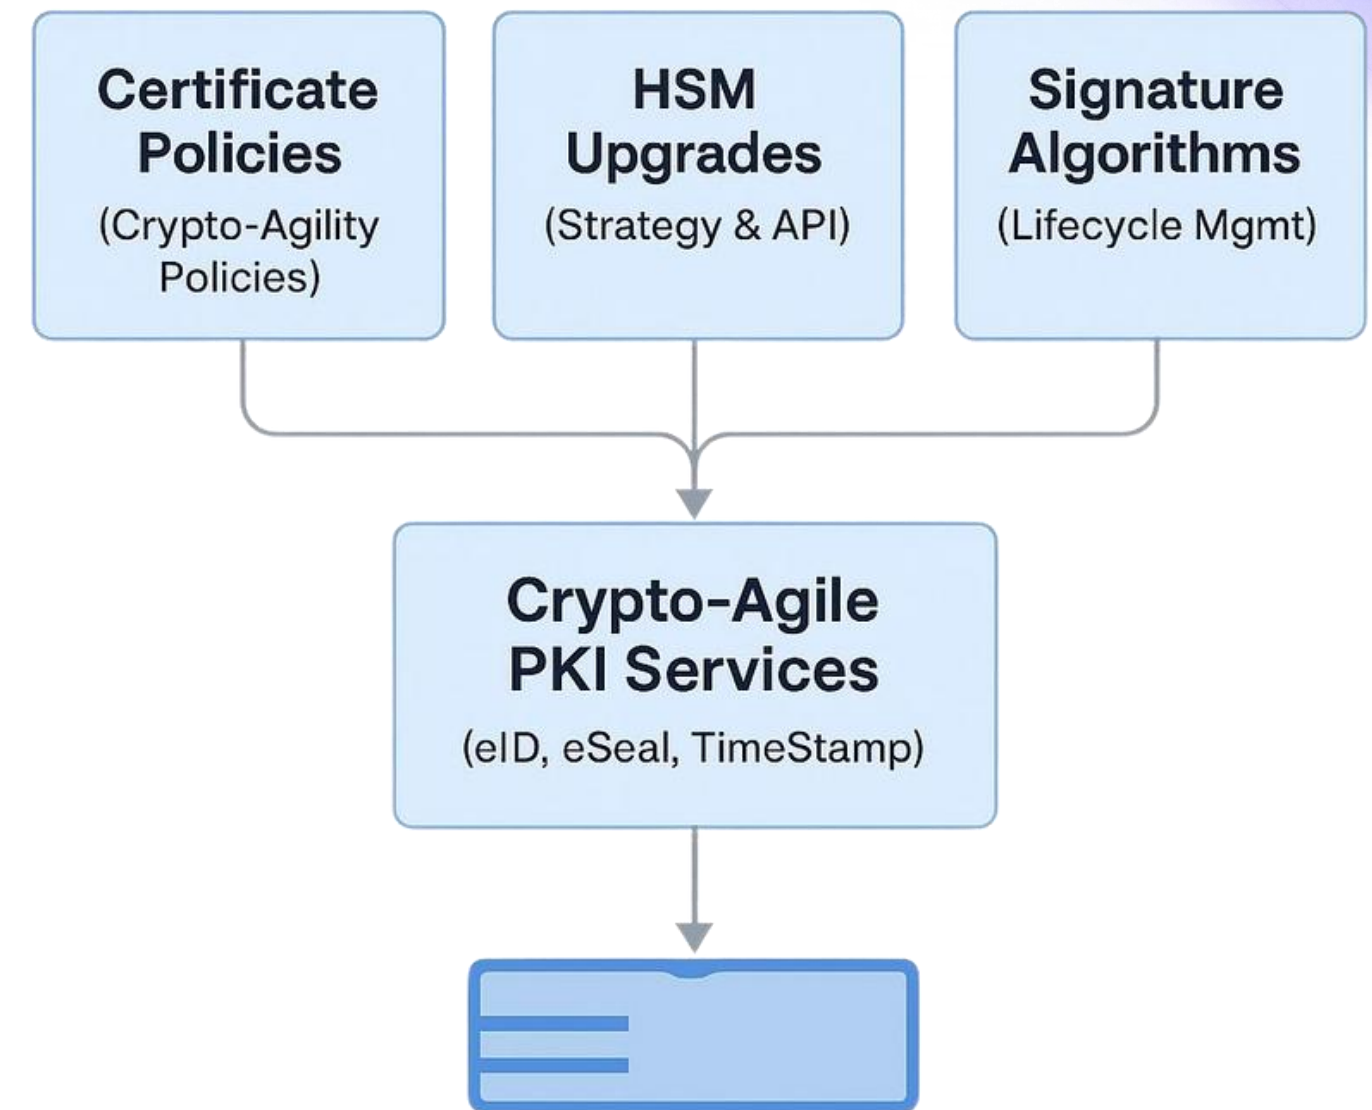 Certificate
Policies
(Crypto-Agility
Policies)
HSM
Upgrades
(Strategy & API)
Signature
Algorithms
(Lifecycle Mgmt)
Crypto-Agile
PKI Services
(eID, eSeal, TimeStamp)